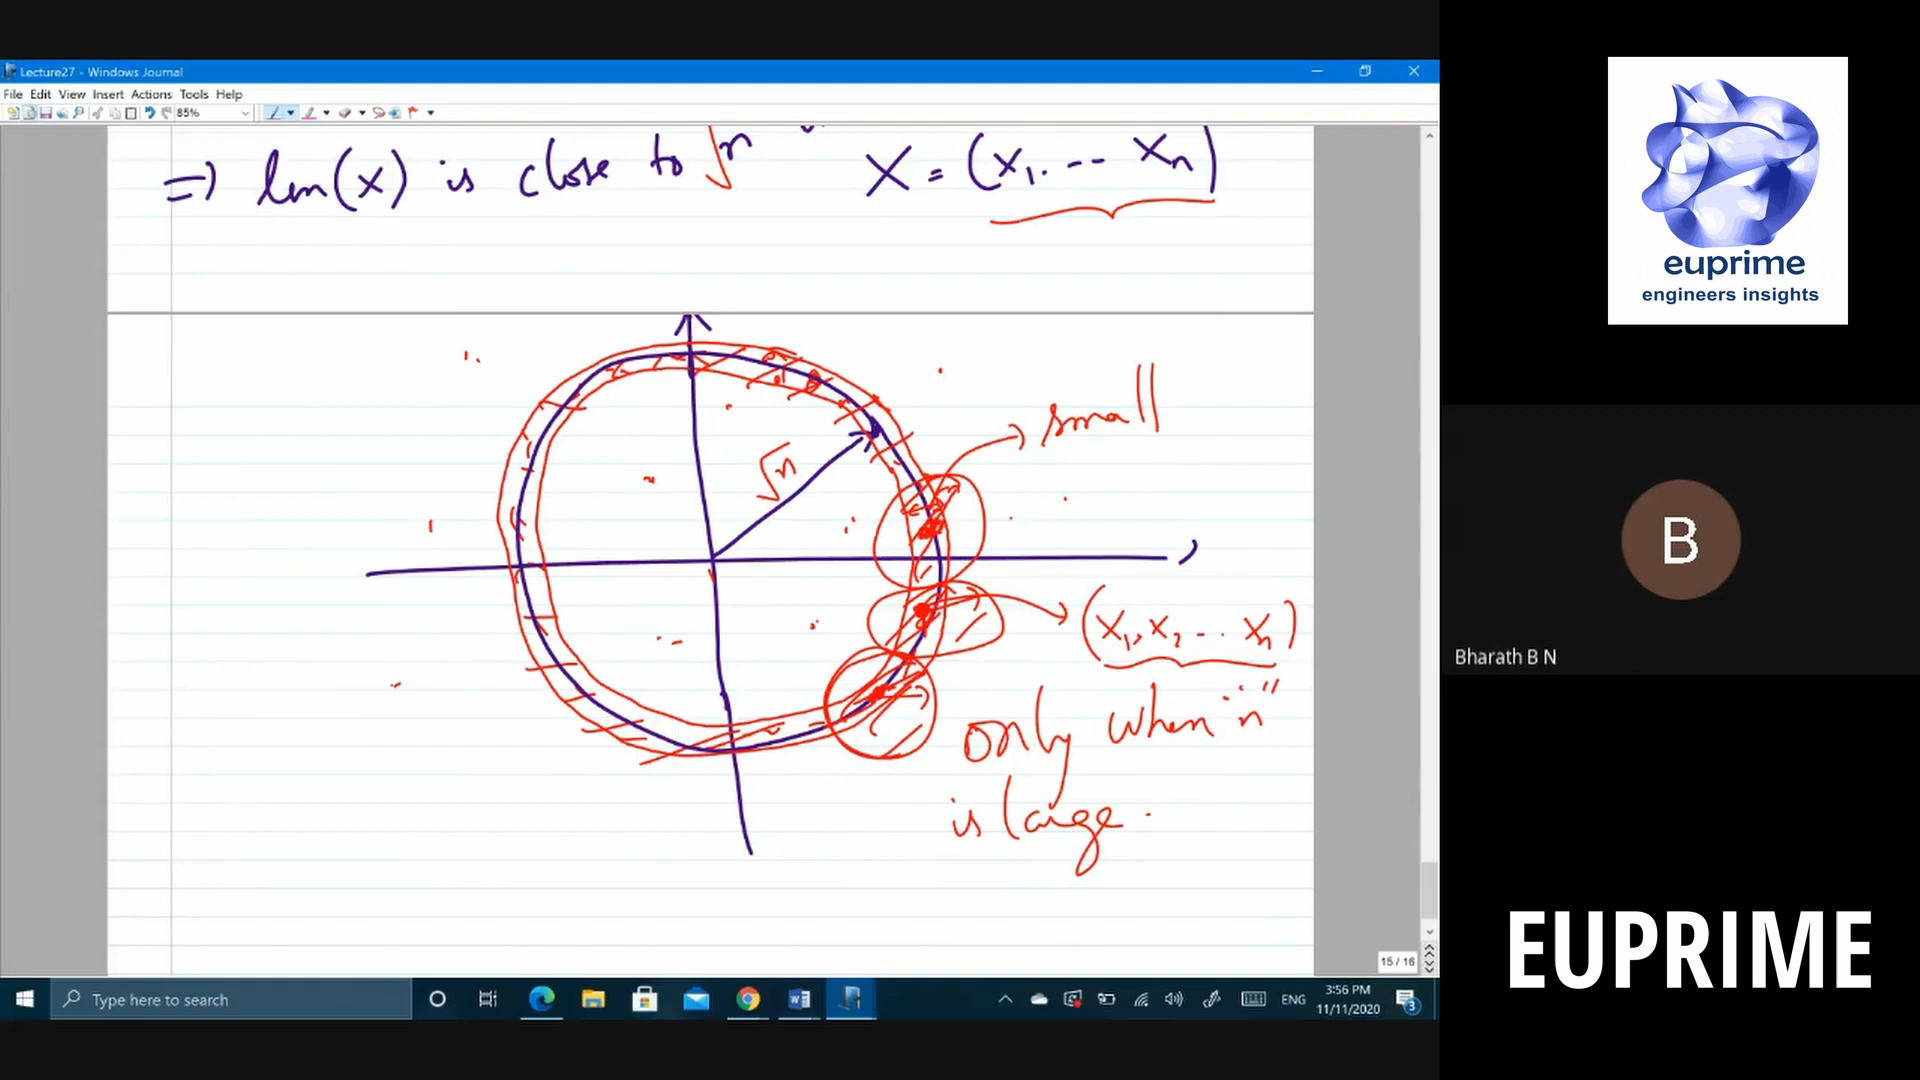 Lecture27 - Windows Journal
File Edit View Insert Actions Tools Help
85%
⇒ len(X) is close to √n
X = (X1 . -- Xn)
√n
small
(X1, X2 -- . Xn)
only when "n"
is large .
15 / 16
Type here to search
ENG
3:56 PM
11/11/2020
3
euprime
engineers insights
B
Bharath B N
EUPRIME